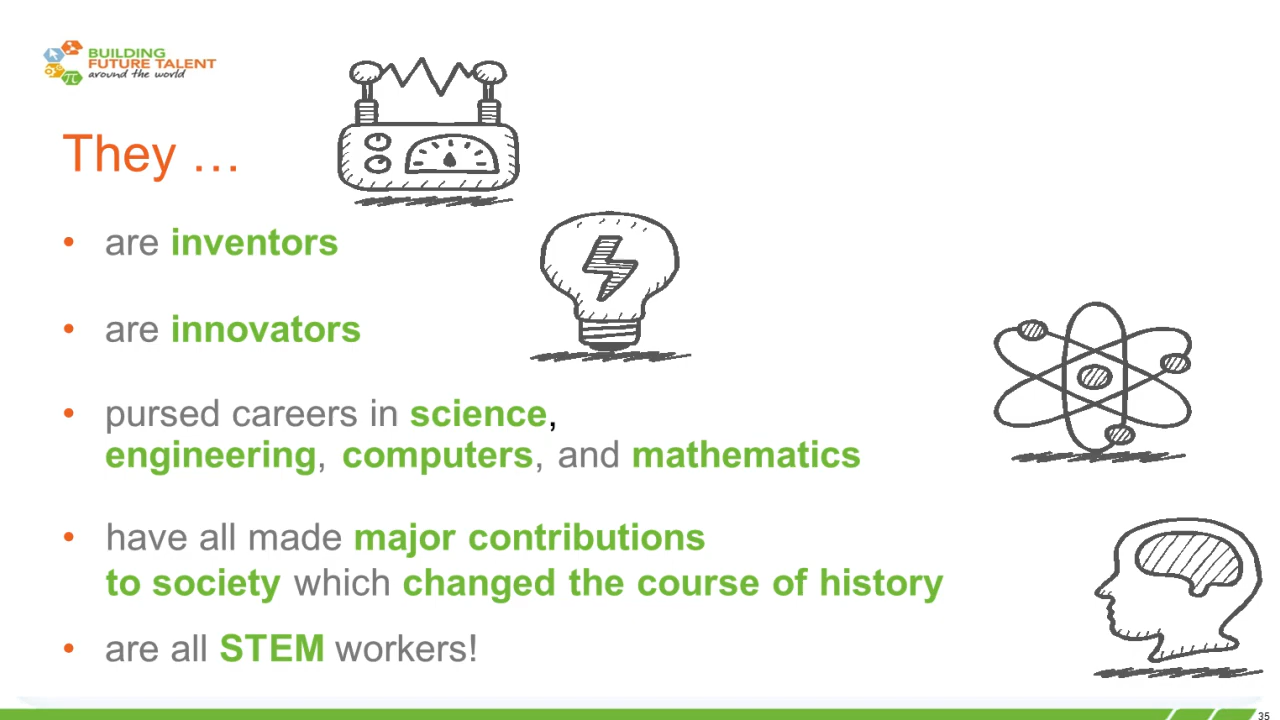 BUILDING
FUTURE TALENT
around the world
They …
• are inventors
• are innovators
• pursed careers in science,
engineering, computers, and mathematics
• have all made major contributions
to society which changed the course of history
• are all STEM workers!
35